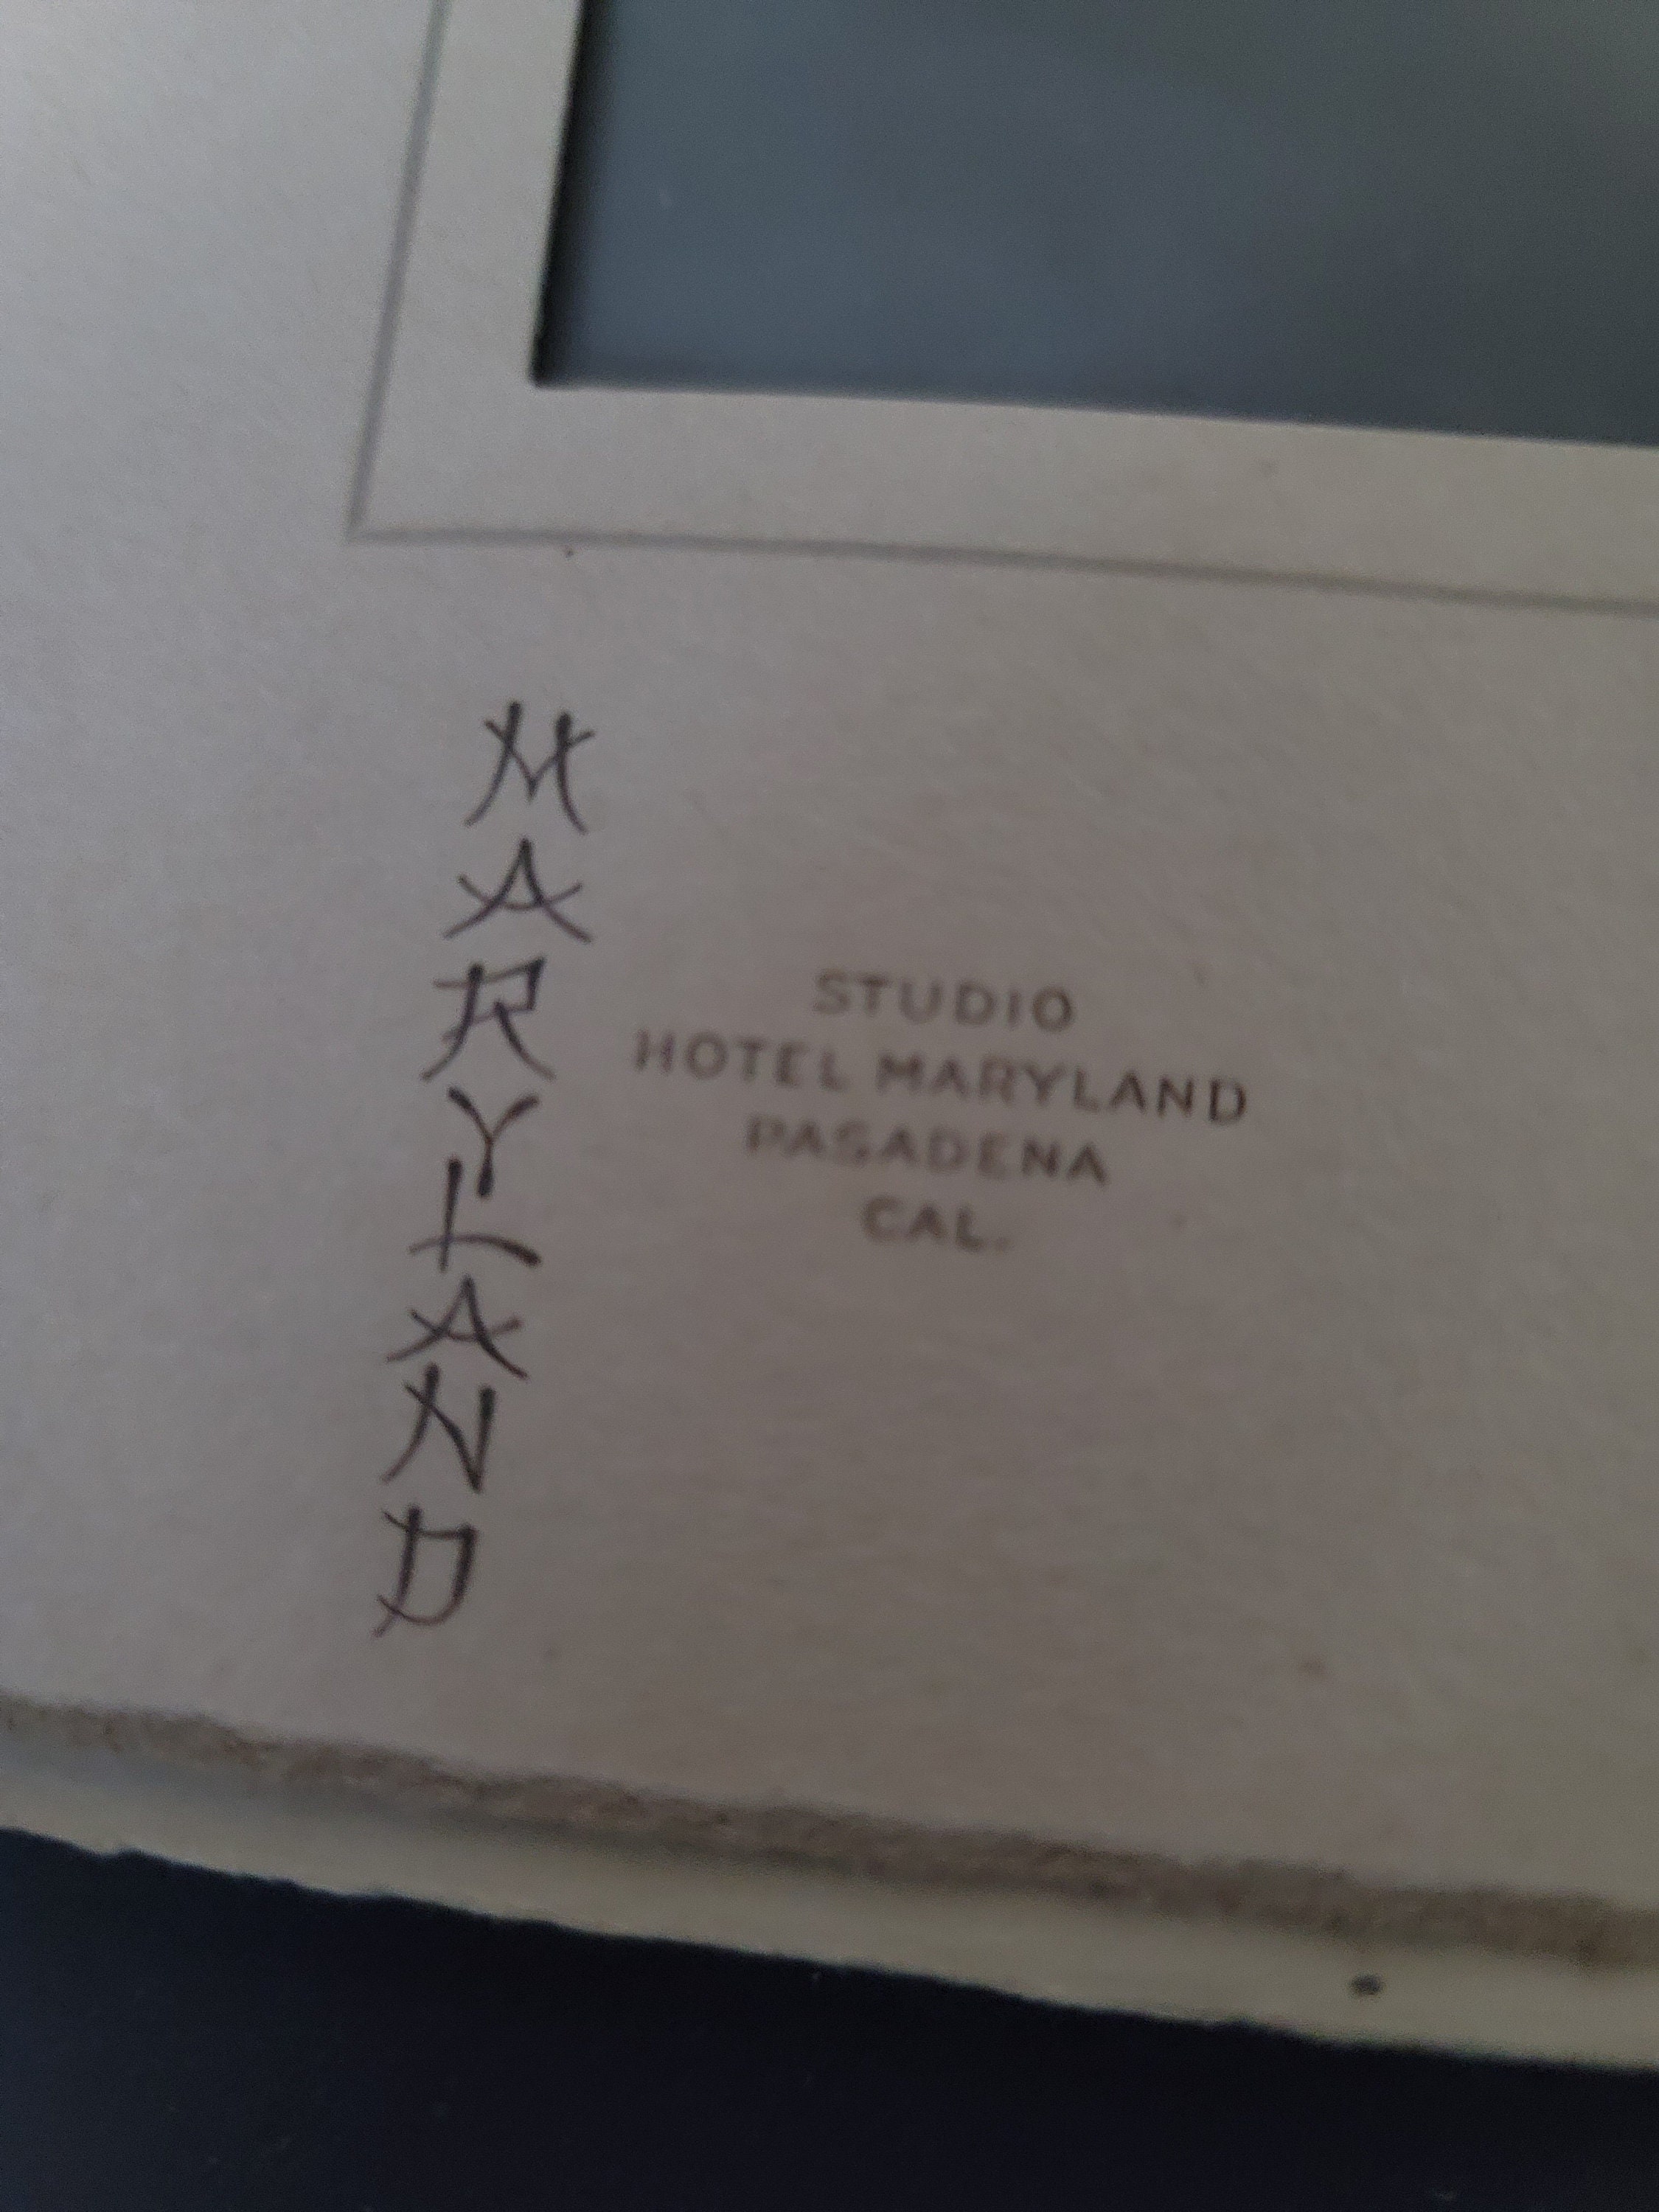 MARYLAND
STUDIO
HOTEL MARYLAND
PASADENA
CAL.